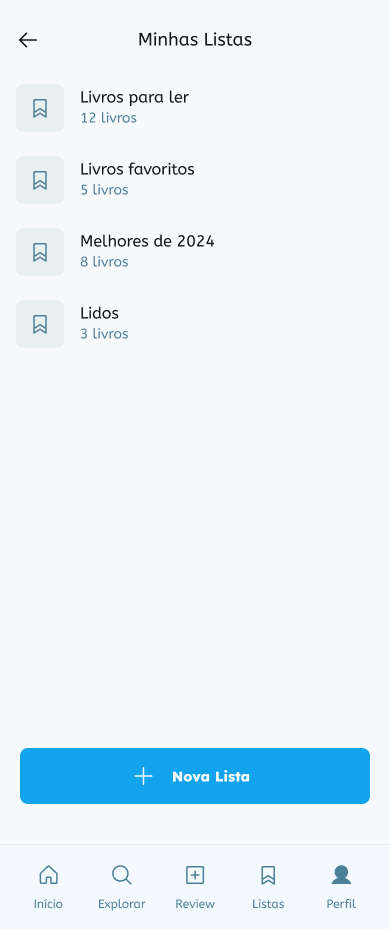 Minhas Listas
Livros para ler
12 livros
Livros favoritos
5 livros
Melhores de 2024
8 livros
Lidos
3 livros
Nova Lista
Início
Explorar
Review
Listas
Perfil